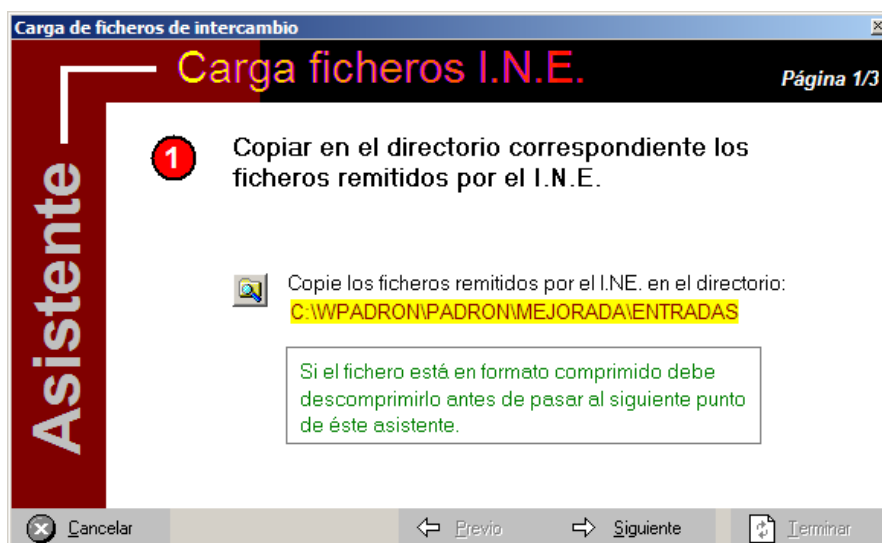 Carga de ficheros de intercambio
Carga ficheros I.N.E.
Página 1/3
Asistente
1
Copiar en el directorio correspondiente los
ficheros remitidos por el I.N.E.
Copie los ficheros remitidos por el I.NE. en el directorio:
C:\WPADRON\PADRON\MEJORADA\ENTRADAS
Si el fichero está en formato comprimido debe
descomprimirlo antes de pasar al siguiente punto
de éste asistente.
Cancelar
Previo
Siguiente
Terminar